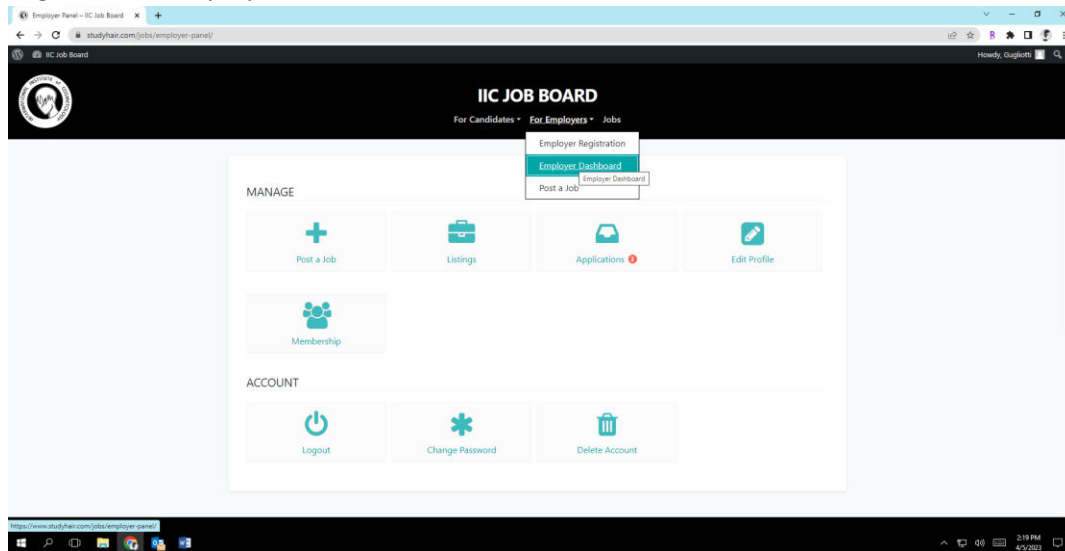 Employer Panel – IIC Job Board
studyhair.com/jobs/employer-panel/
IIC Job Board
Howdy, Gugliotti
IIC JOB BOARD
For Candidates
For Employers
Jobs
Employer Registration
Employer Dashboard
Employer Dashboard
Post a Job
MANAGE
Post a Job
Listings
Applications
Edit Profile
Membership
ACCOUNT
Logout
Change Password
Delete Account
https://www.studyhair.com/jobs/employer-panel/
2:19 PM
4/5/2023